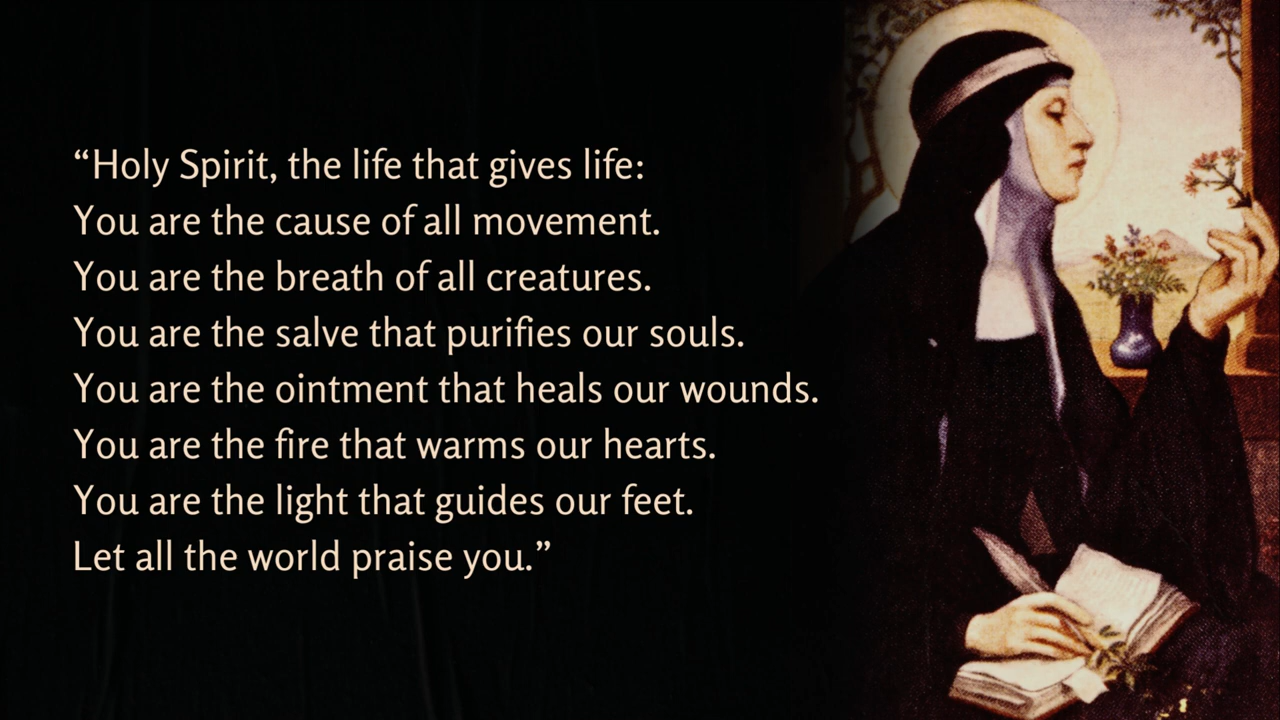 “Holy Spirit, the life that gives life:
You are the cause of all movement.
You are the breath of all creatures.
You are the salve that purifies our souls.
You are the ointment that heals our wounds.
You are the fire that warms our hearts.
You are the light that guides our feet.
Let all the world praise you.”